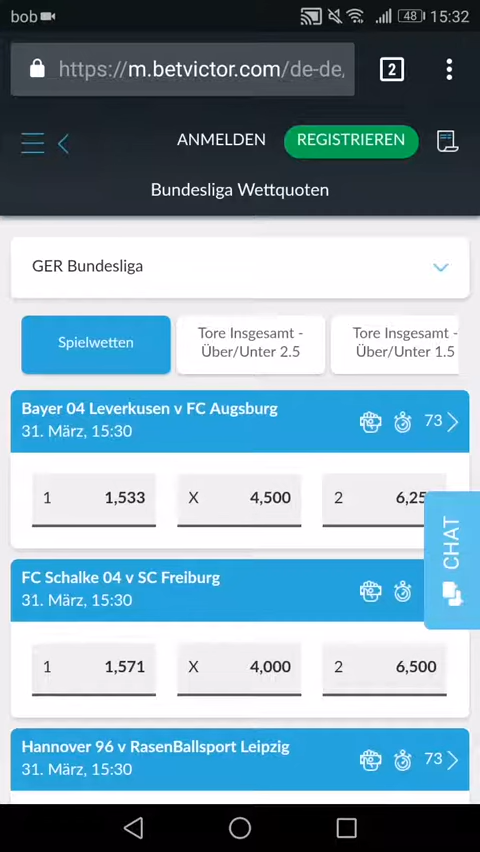 bob 48 15:32
https://m.betvictor.com/de-de, 2
ANMELDEN REGISTRIEREN
Bundesliga Wettquoten
GER Bundesliga
Spielwetten
Tore Insgesamt -
Über/Unter 2.5
Tore Insgesamt -
Über/Unter 1.5
Bayer 04 Leverkusen v FC Augsburg
31. März, 15:30
73
1 1,533 X 4,500 2 6,25
CHAT
FC Schalke 04 v SC Freiburg
31. März, 15:30
1 1,571 X 4,000 2 6,500
Hannover 96 v RasenBallsport Leipzig
31. März, 15:30
73